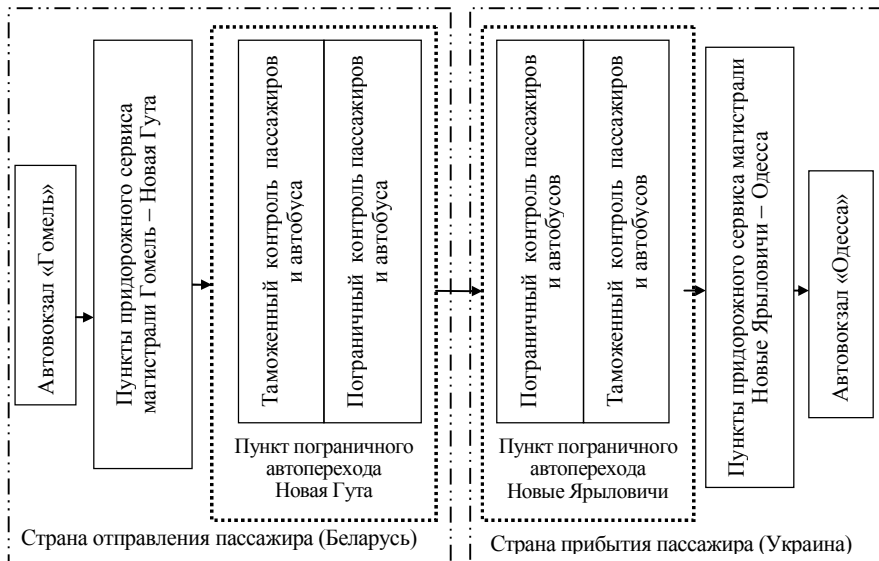 Автовокзал «Гомель»
Пункты придорожного сервиса
магистрали Гомель – Новая Гута
Таможенный контроль пассажиров
и автобуса
Пограничный контроль пассажиров
и автобуса
Пункт пограничного
автоперехода
Новая Гута
Страна отправления пассажира (Беларусь)
Пограничный контроль пассажиров
и автобусов
Таможенный контроль пассажиров
и автобусов
Пункт пограничного
автоперехода
Новые Ярыловичи
Пункты придорожного сервиса магистрали
Новые Ярыловичи – Одесса
Автовокзал «Одесса»
Страна прибытия пассажира (Украина)